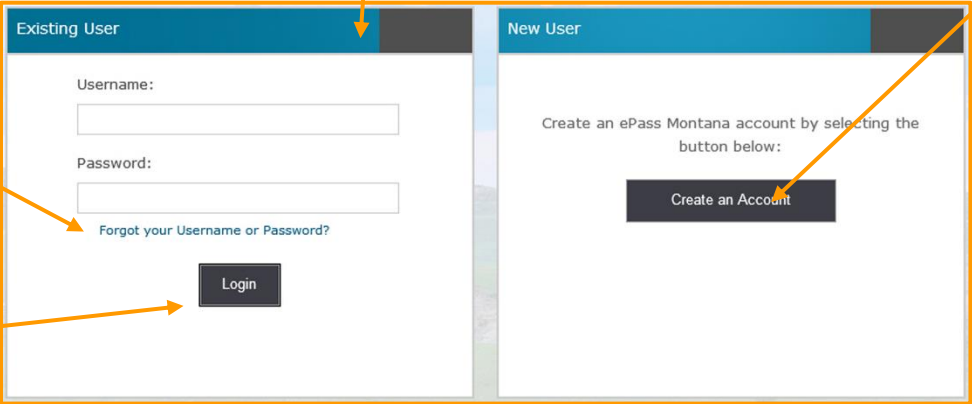 Existing User
Username:
Password:
Forgot your Username or Password?
Login
New User
Create an ePass Montana account by selecting the
button below:
Create an Account